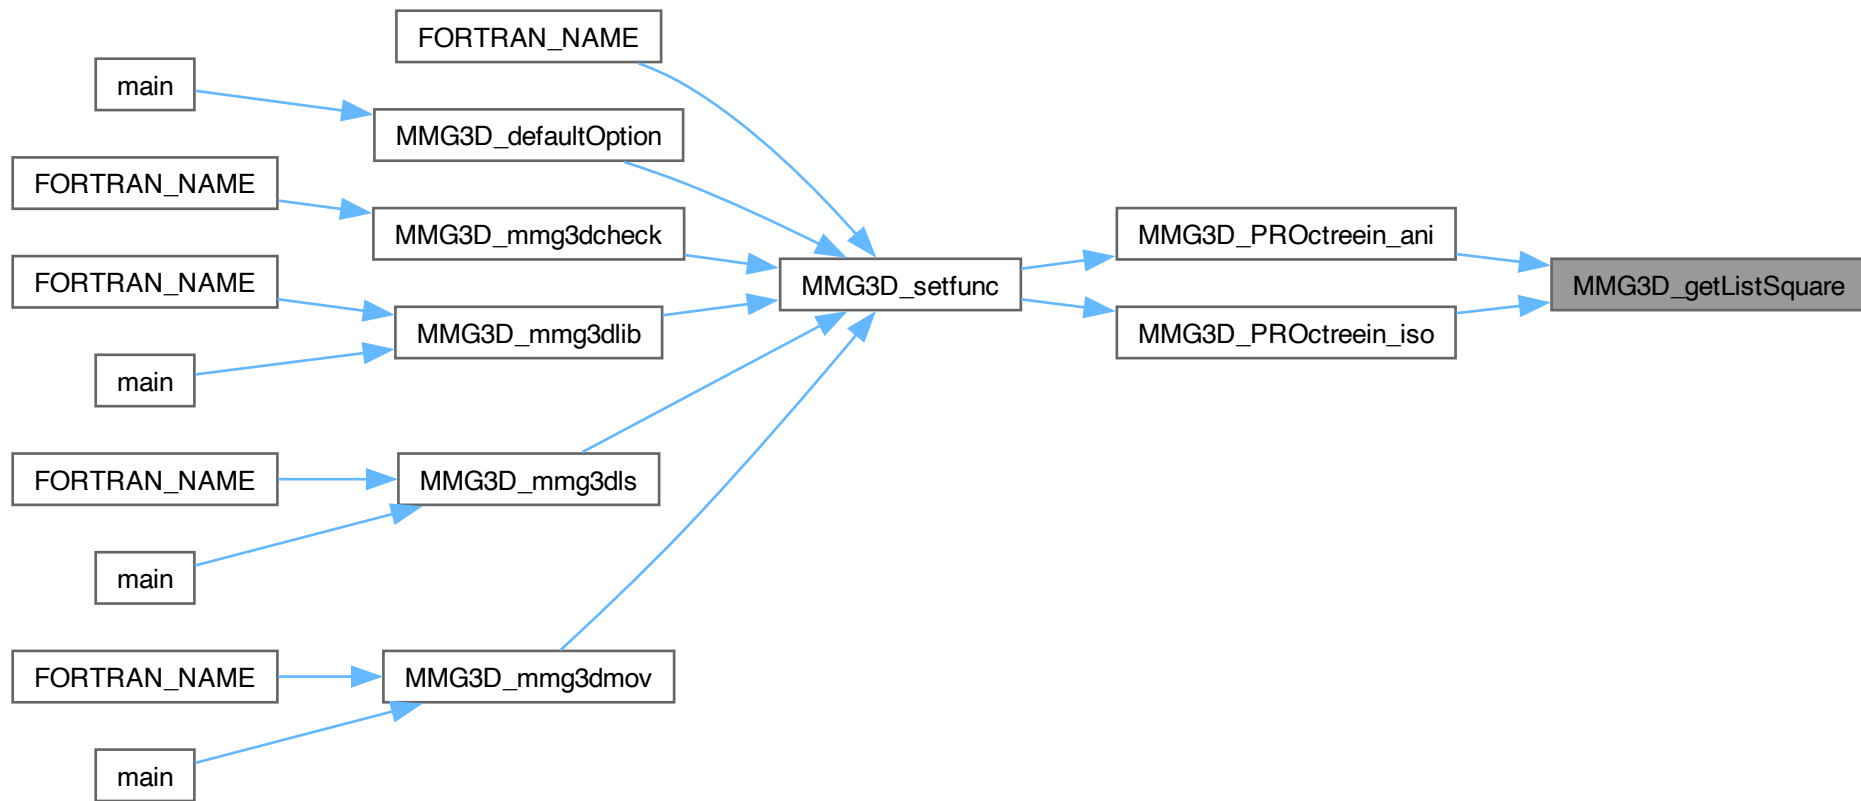 FORTRAN_NAME
main
MMG3D_defaultOption
FORTRAN_NAME
MMG3D_mmg3dcheck
MMG3D_PROctreein_ani
FORTRAN_NAME
MMG3D_setfunc
MMG3D_getListSquare
MMG3D_mmg3dlib
MMG3D_PROctreein_iso
main
FORTRAN_NAME
MMG3D_mmg3dls
main
FORTRAN_NAME
MMG3D_mmg3dmov
main